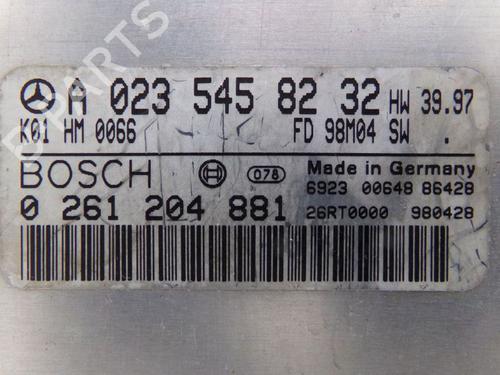 PARTS
A 023 545 82 32 HW 39.97
K01 HM 0066 FD 98M04 SW .
BOSCH 078 Made in Germany
6923 00648 86428
0 261 204 881 26RT0000 980428